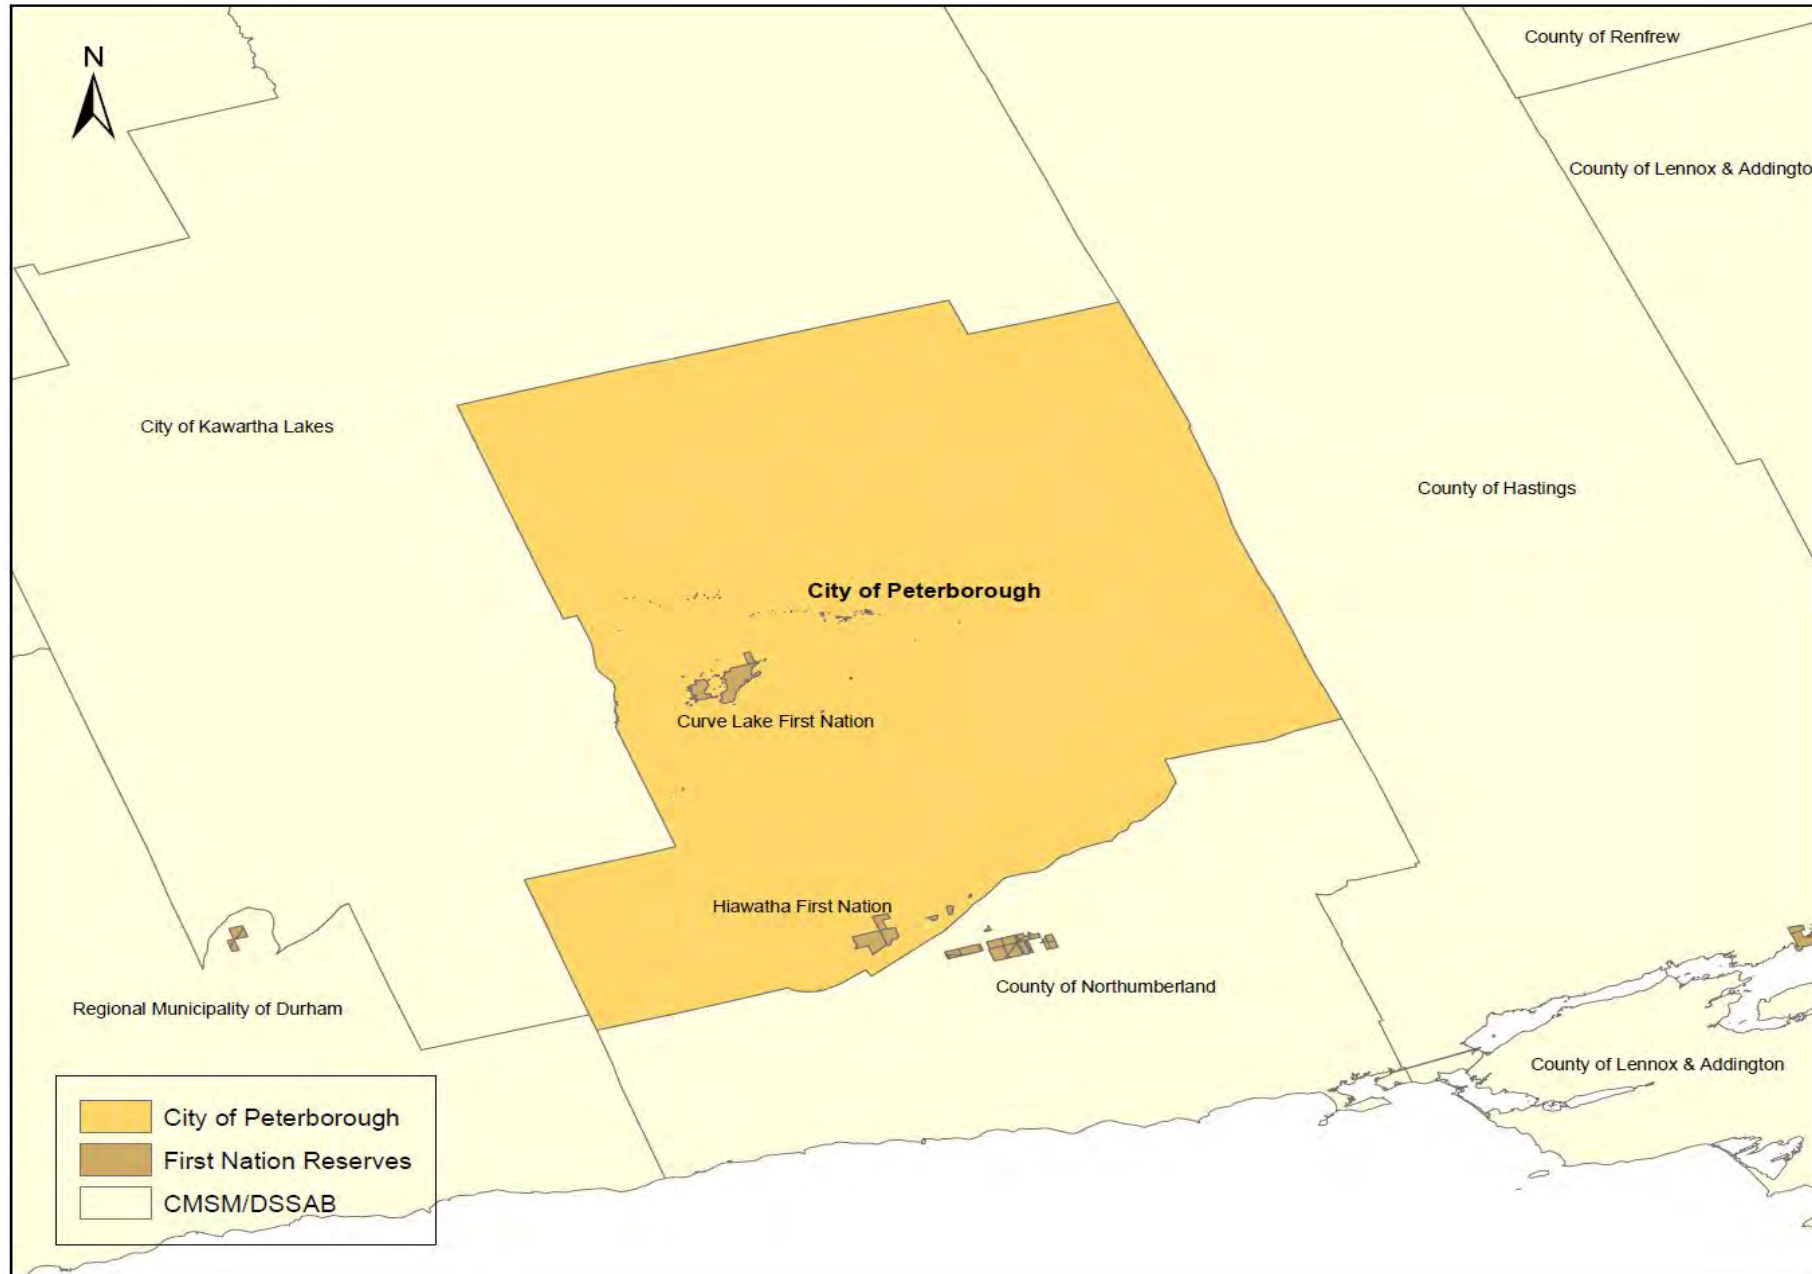 N
County of Renfrew
County of Lennox & Addingto
City of Kawartha Lakes
County of Hastings
City of Peterborough
Curve Lake First Nation
Hiawatha First Nation
County of Northumberland
Regional Municipality of Durham
County of Lennox & Addington
City of Peterborough
First Nation Reserves
CMSM/DSSAB